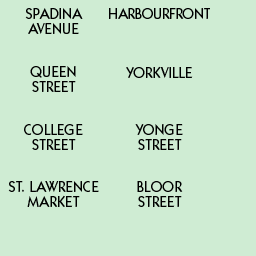 SPADINA
AVENUE
HARBOURFRONT
QUEEN
STREET
YORKVILLE
COLLEGE
STREET
YONGE
STREET
ST. LAWRENCE
MARKET
BLOOR
STREET